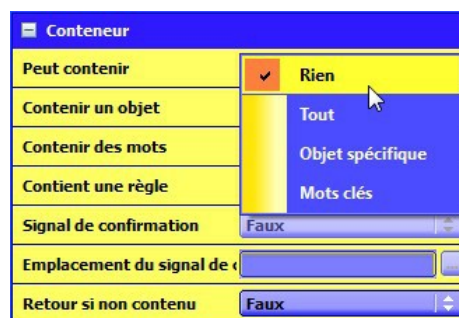 Conteneur
Peut contenir
Rien
Contenir un objet
Tout
Contenir des mots
Objet spécifique
Contient une règle
Mots clés
Signal de confirmation
Faux
Emplacement du signal de
Retour si non contenu
Faux